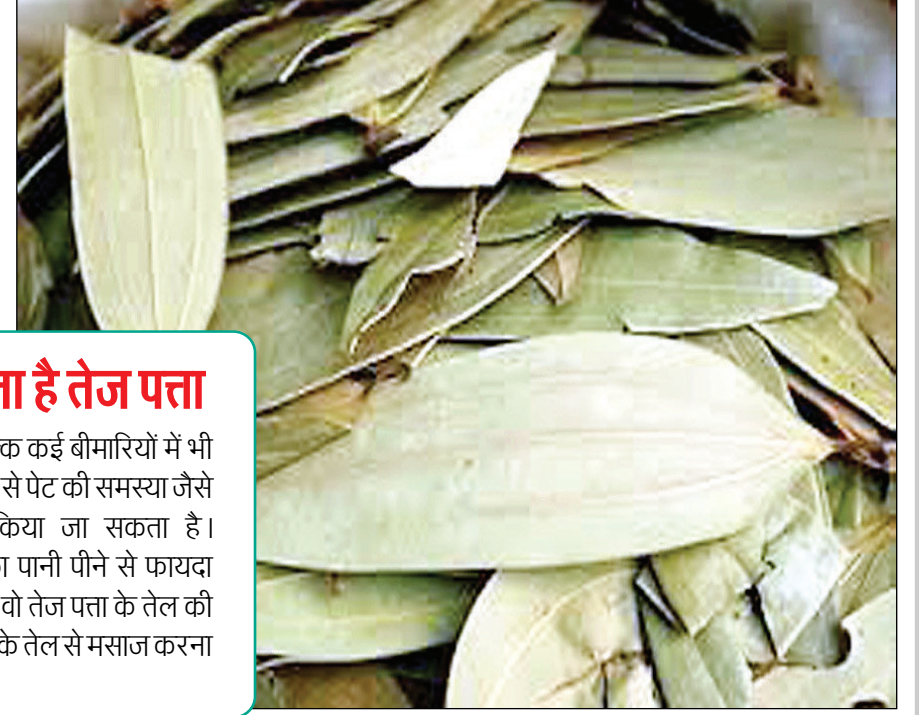 है तेज पत्ता
कई बीमारियों में भी
से पेट की समस्या जैसे
किया जा सकता है।
पानी पीने से फायदा
वो तेज पत्ता के तेल की
के तेल से मसाज करना